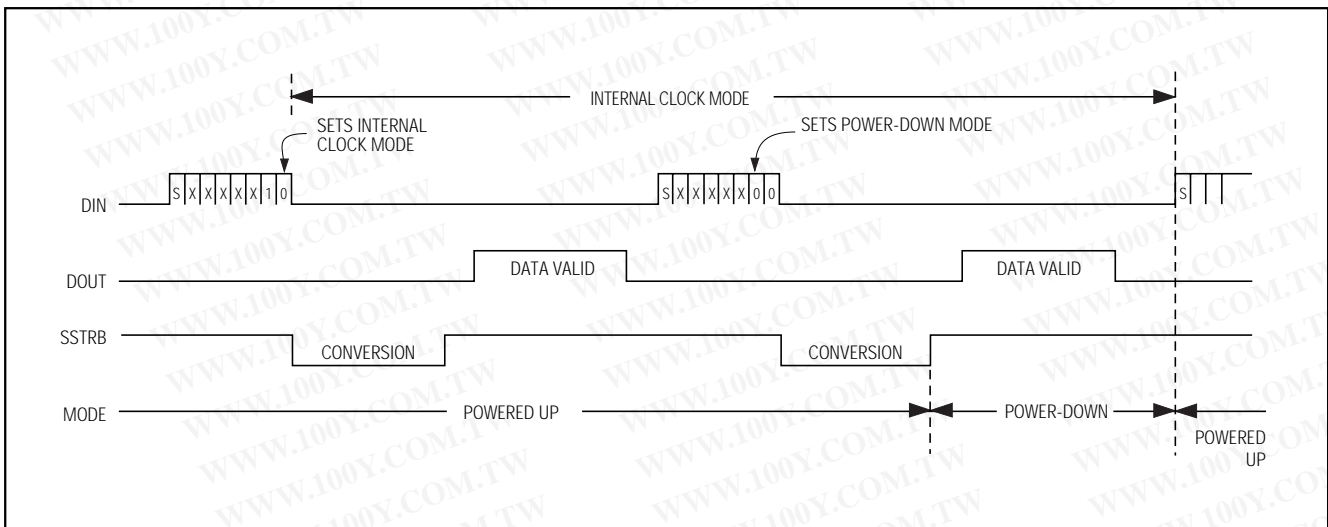 INTERNAL CLOCK MODE
SETS INTERNAL
CLOCK MODE
SETS POWER-DOWN MODE
DIN
S X X X X X 1 0
S X X X X X 0 0
S
DOUT
DATA VALID
DATA VALID
SSTRB
CONVERSION
CONVERSION
MODE
POWERED UP
POWER-DOWN
POWERED
UP
WWW.100Y.COM.TW